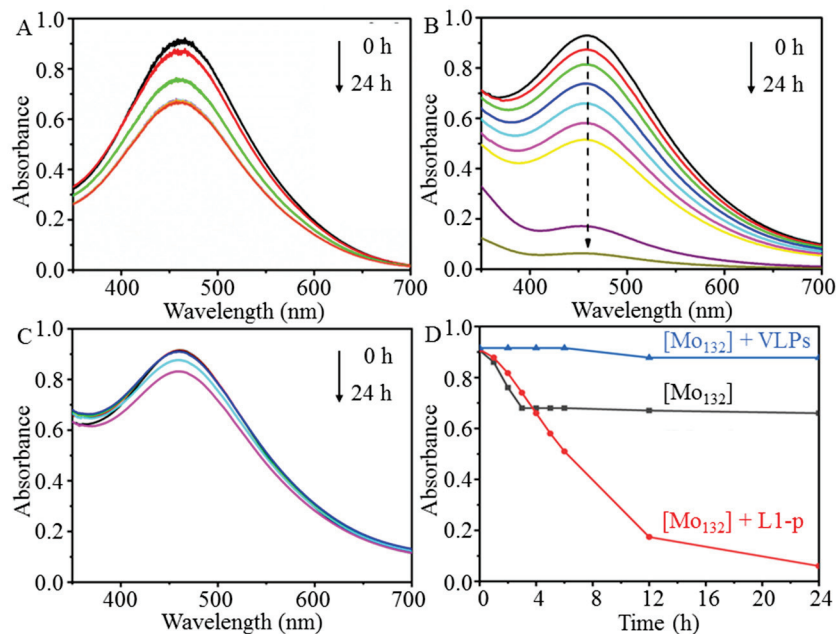 A
0 h
24 h
Absorbance
1.0
0.8
0.6
0.4
0.2
0.0
400 500 600 700
Wavelength (nm)
B
0 h
24 h
Absorbance
1.0
0.8
0.6
0.4
0.2
0.0
400 500 600 700
Wavelength (nm)
C
0 h
24 h
Absorbance
1.0
0.8
0.6
0.4
0.2
0.0
400 500 600 700
Wavelength (nm)
D
[Mo₁₃₂] + VLPs
[Mo₁₃₂]
[Mo₁₃₂] + L1-p
Absorbance
1.0
0.8
0.6
0.4
0.2
0.0
0 4 8 12 16 20 24
Time (h)